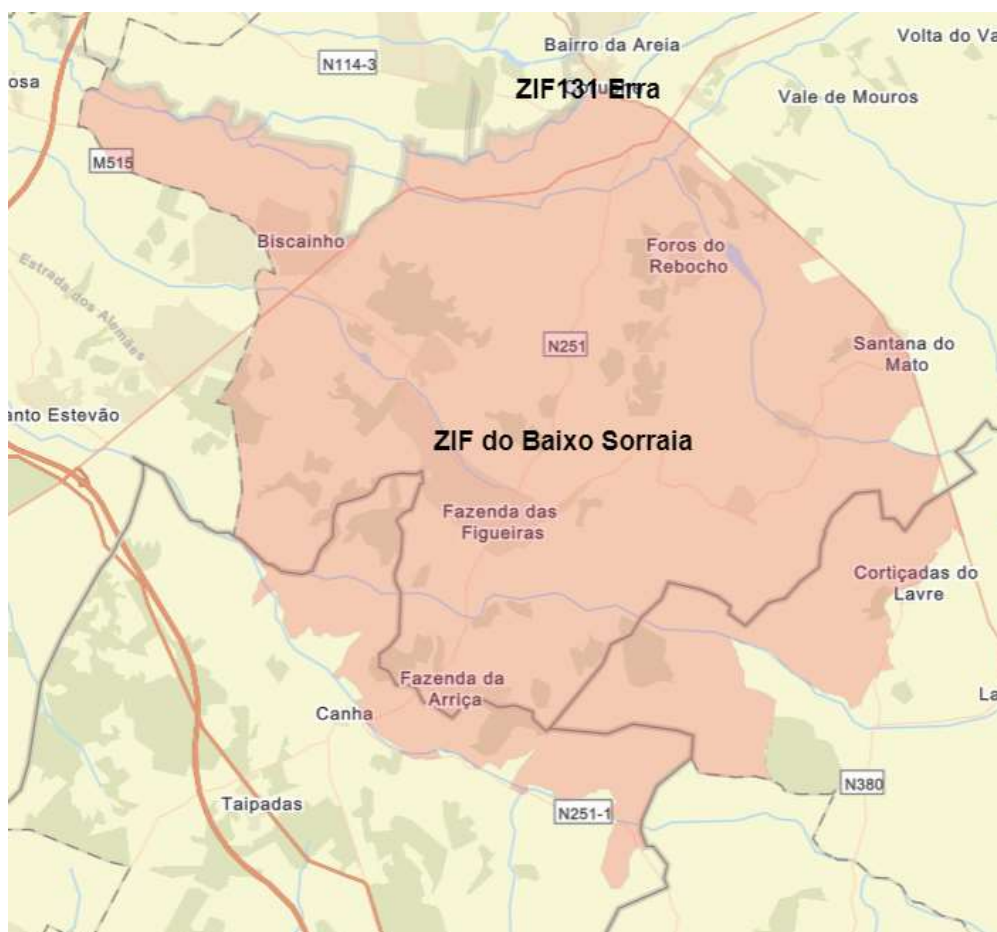 Bairro da Areia
Volta do Va
N114-3
osa
ZIF131 Erra
Vale de Mouros
M515
Biscainho
Foros do
Rebocho
Estrada dos Alemães
N251
Santana do
Mato
anto Estevão
ZIF do Baixo Sorraia
Fazenda das
Figueiras
Cortiçadas do
Lavre
Fazenda da
Arriça
La
Canha
Taipadas
N380
N251-1